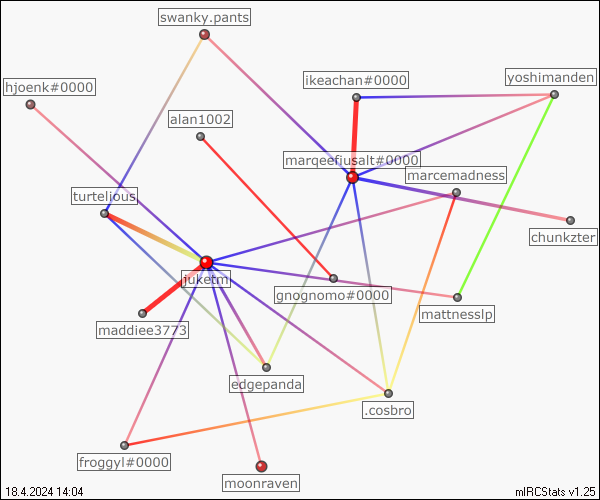 swanky.pants
ikeachan#0000
yoshimanden
hjoenk#0000
alan1002
marqeefjusalt#0000
marcemadness
turtelious
chunkzter
juketm
gnognomo#0000
mattnesslp
maddiee3773
edgepanda
.cosbro
froggyl#0000
moonraven
18.4.2024 14:04
mIRCStats v1.25